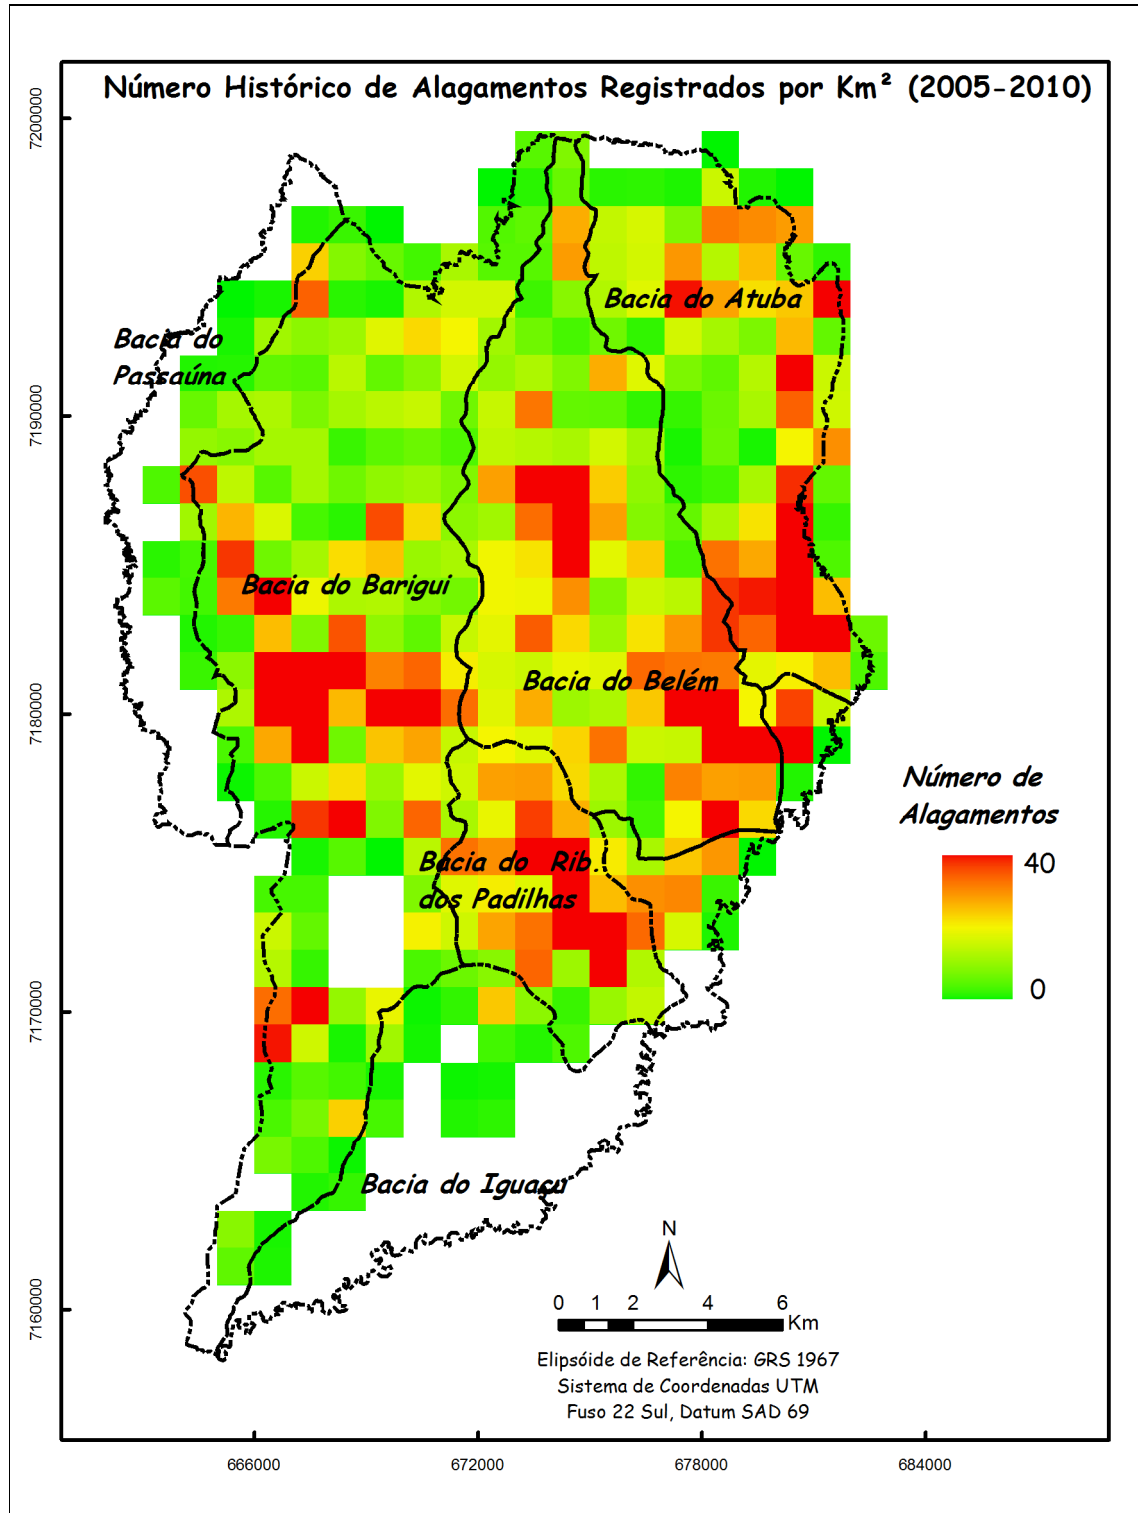 Número Histórico de Alagamentos Registrados por Km² (2005-2010)
7200000
7190000
7180000
7170000
7160000
Bacia do Atuba
Bacia do
Passaúna
Bacia do Barigui
Bacia do Belém
Número de
Alagamentos
40
0
Bacia do Rib.
dos Padilhas
Bacia do Iguaçu
N
0 1 2 4 6
Km
Elipsóide de Referência: GRS 1967
Sistema de Coordenadas UTM
Fuso 22 Sul, Datum SAD 69
666000 672000 678000 684000